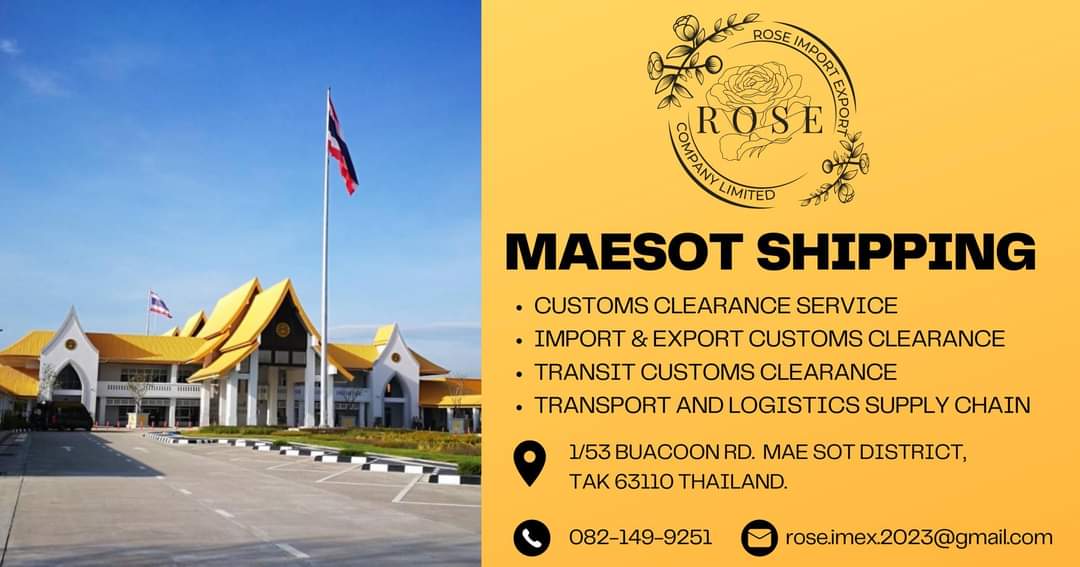 ROSE IMPORT EXPORT
ROSE
COMPANY LIMITED
MAESOT SHIPPING
• CUSTOMS CLEARANCE SERVICE
• IMPORT & EXPORT CUSTOMS CLEARANCE
• TRANSIT CUSTOMS CLEARANCE
• TRANSPORT AND LOGISTICS SUPPLY CHAIN
1/53 BUACOON RD. MAE SOT DISTRICT,
TAK 63110 THAILAND.
082-149-9251
rose.imex.2023@gmail.com